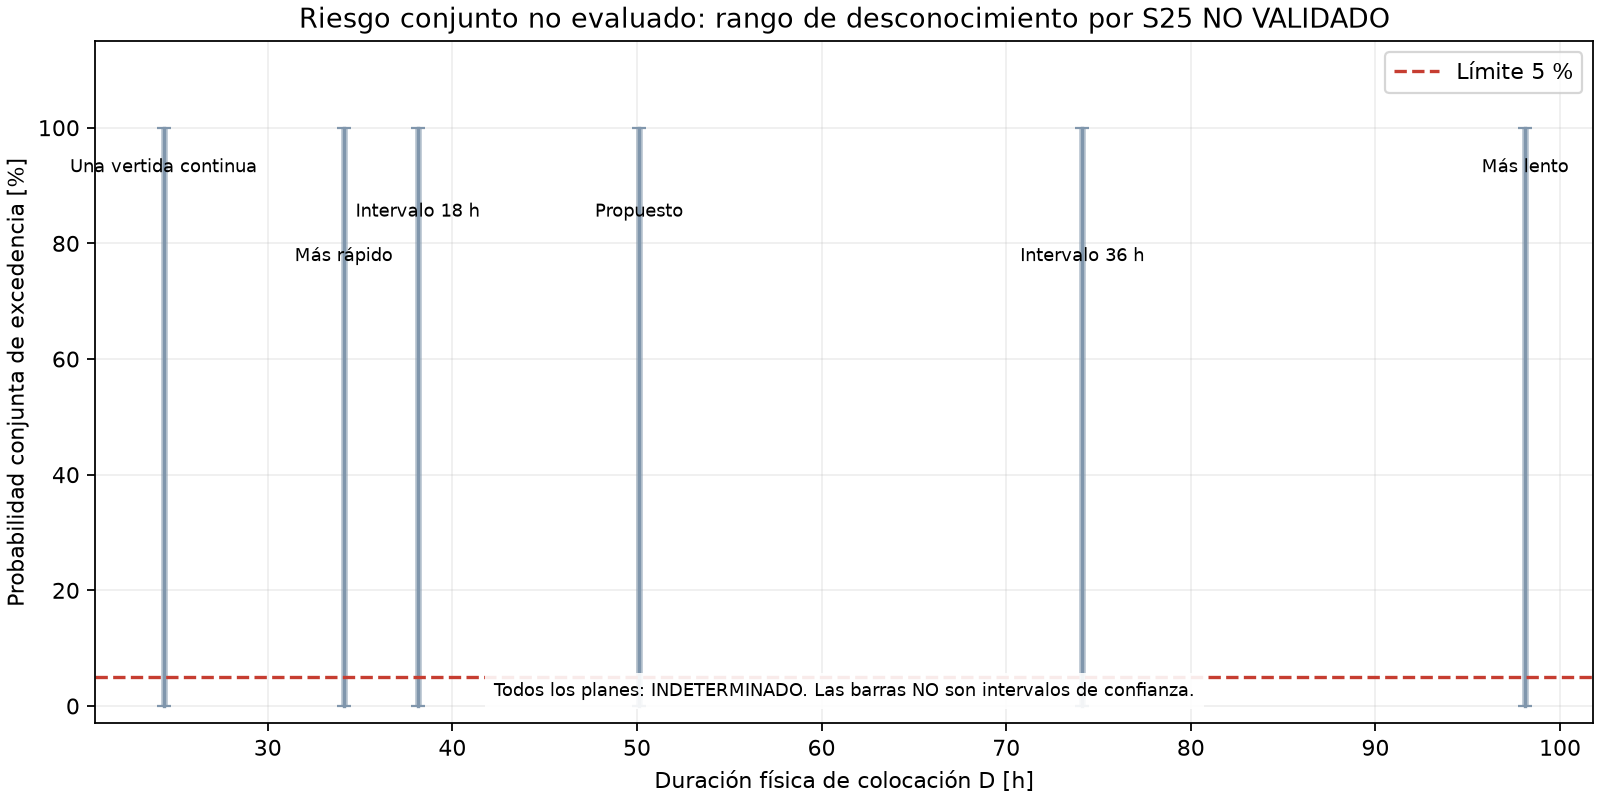 Riesgo conjunto no evaluado: rango de desconocimiento por S25 NO VALIDADO
Límite 5 %
Probabilidad conjunta de excedencia [%]
100
80
60
40
20
0
Una vertida continua
Más lento
Intervalo 18 h
Propuesto
Más rápido
Intervalo 36 h
Todos los planes: INDETERMINADO. Las barras NO son intervalos de confianza.
30 40 50 60 70 80 90 100
Duración física de colocación D [h]